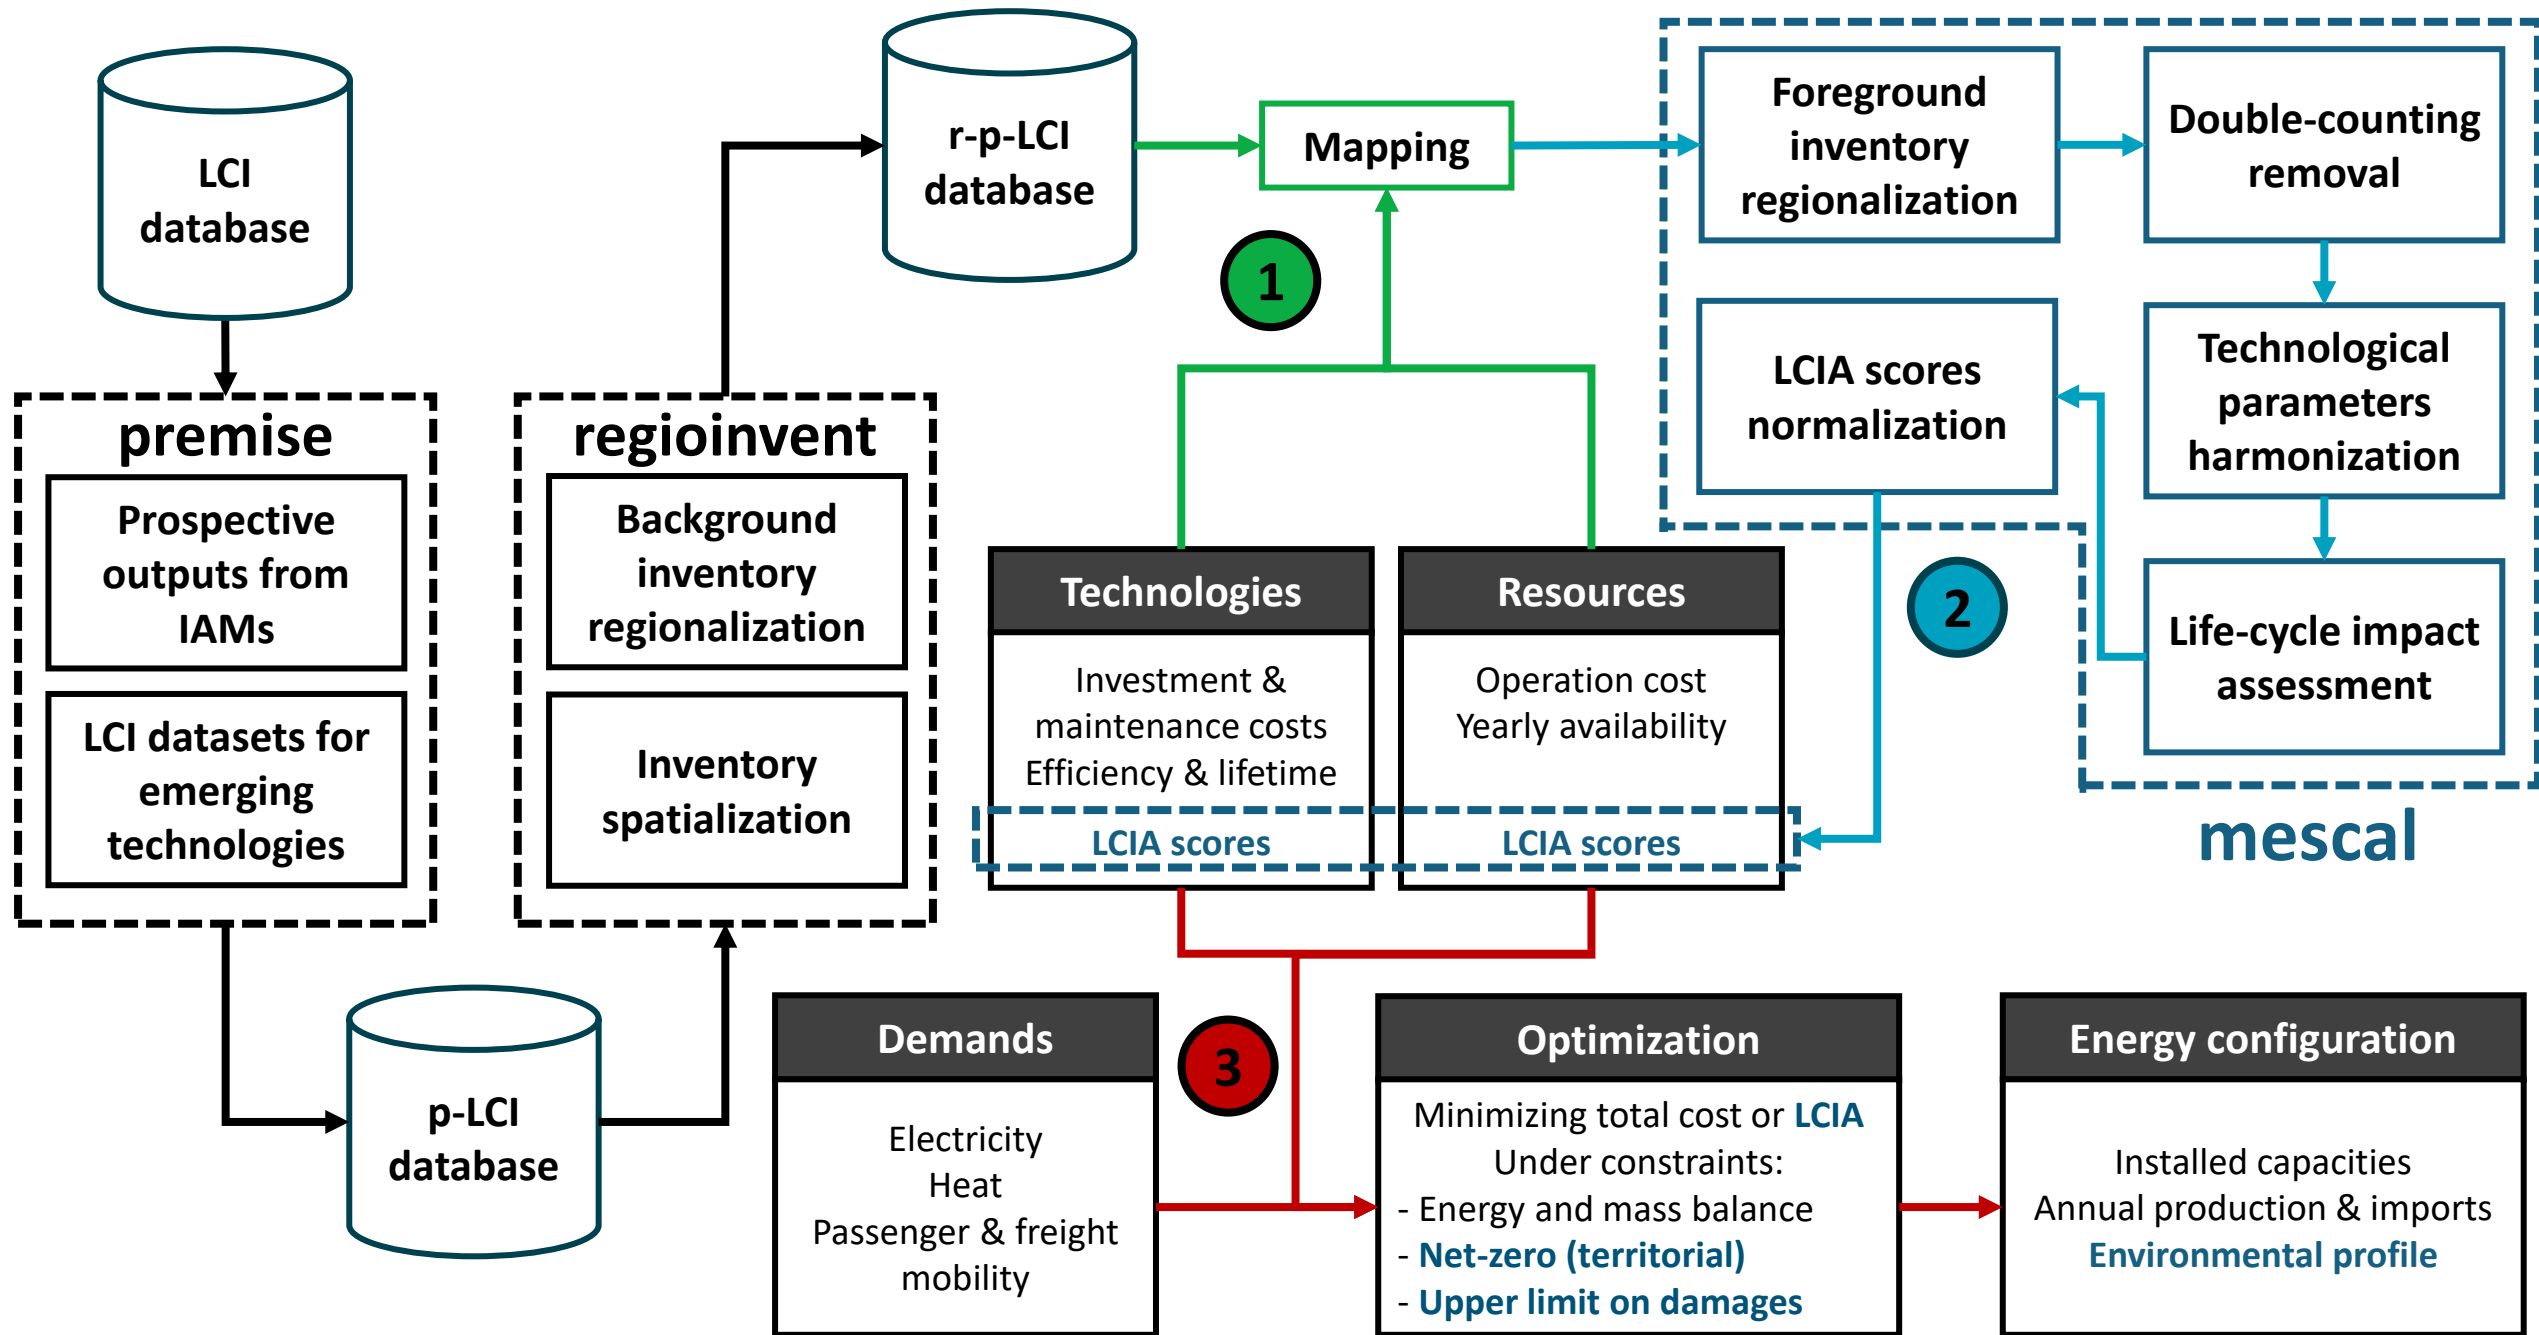 LCI
database
premise
Prospective
outputs from
IAMs
LCI datasets for
emerging
technologies
p-LCI
database
regioinvent
Background
inventory
regionalization
Inventory
spatialization
r-p-LCI
database
Mapping
1
Foreground
inventory
regionalization
Double-counting
removal
Technological
parameters
harmonization
Life-cycle impact
assessment
LCIA scores
normalization
mescal
2
Technologies
Investment &
maintenance costs
Efficiency & lifetime
LCIA scores
Resources
Operation cost
Yearly availability
LCIA scores
3
Demands
Electricity
Heat
Passenger & freight
mobility
Optimization
Minimizing total cost or LCIA
Under constraints:
- Energy and mass balance
- Net-zero (territorial)
- Upper limit on damages
Energy configuration
Installed capacities
Annual production & imports
Environmental profile